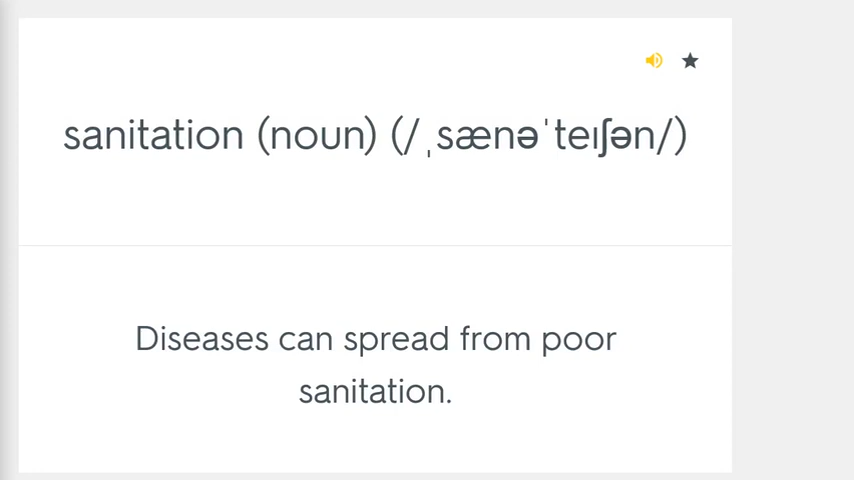 sanitation (noun) (/ˌsænəˈteɪʃən/)
Diseases can spread from poor
sanitation.